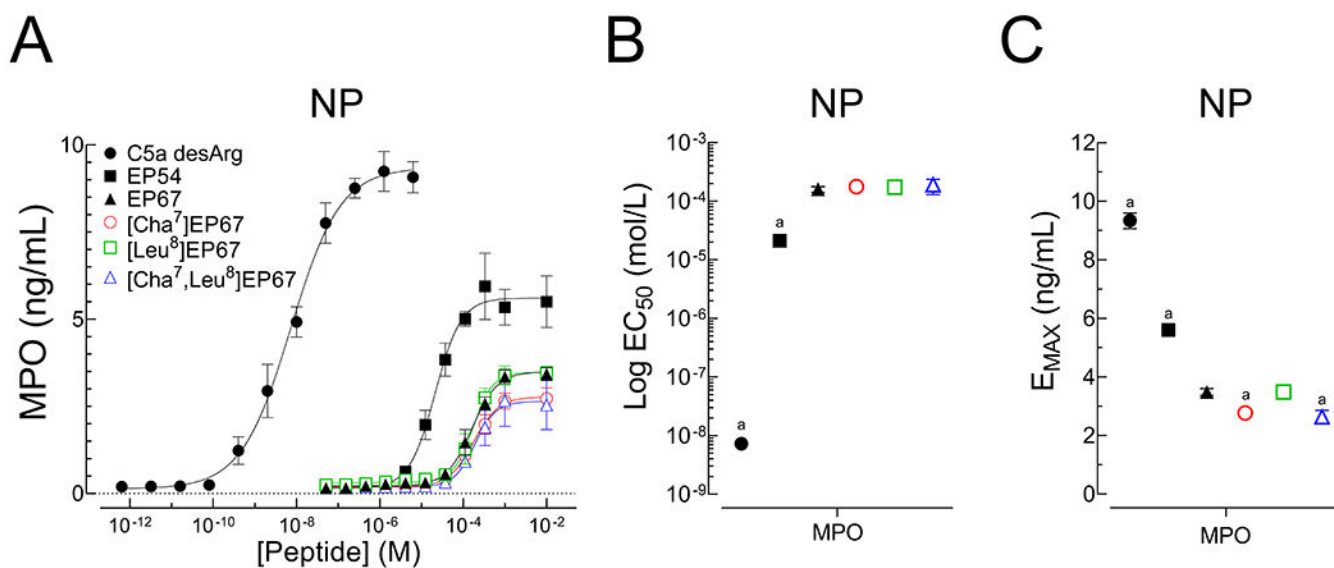 A
NP
MPO (ng/mL)
10
5
0
C5a desArg
EP54
EP67
[Cha⁷]EP67
[Leu⁸]EP67
[Cha⁷,Leu⁸]EP67
10⁻¹² 10⁻¹⁰ 10⁻⁸ 10⁻⁶ 10⁻⁴ 10⁻²
[Peptide] (M)
B
NP
Log EC₅₀ (mol/L)
10⁻³
10⁻⁴
10⁻⁵
10⁻⁶
10⁻⁷
10⁻⁸
10⁻⁹
a
a
MPO
C
NP
E_MAX (ng/mL)
12
10
8
6
4
2
0
a
a
a
a
MPO